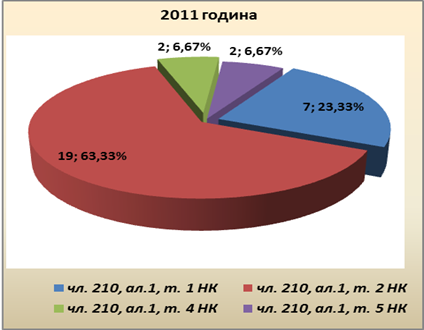 2011 година
2; 6,67%
2; 6,67%
7; 23,33%
19; 63,33%
чл. 210, ал.1, т. 1 НК
чл. 210, ал.1, т. 2 НК
чл. 210, ал.1, т. 4 НК
чл. 210, ал.1, т. 5 НК